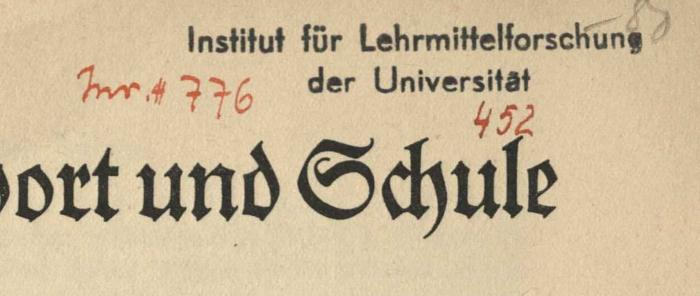 Institut für Lehrmittelforschung
der Universität
Inv. # 776
452
ort und Schule